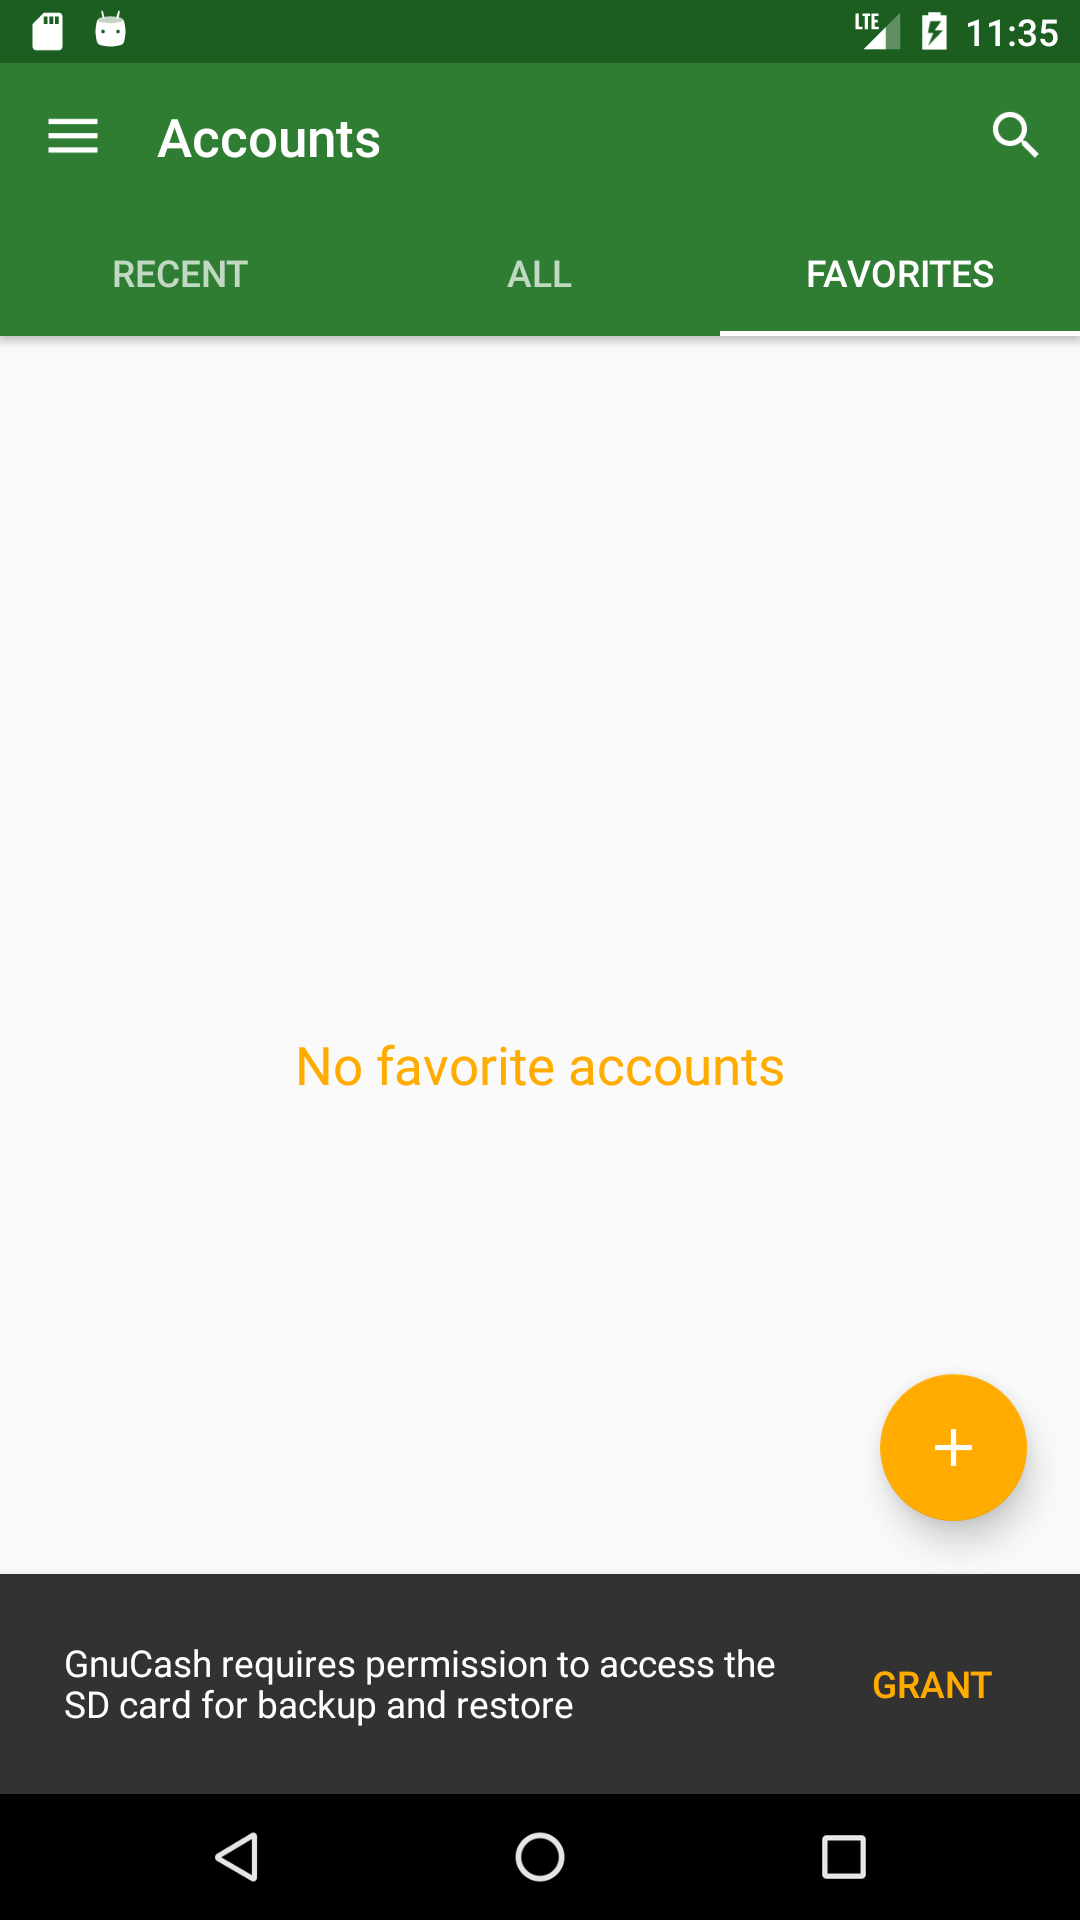 LTE 11:35
Accounts
RECENT ALL FAVORITES
No favorite accounts
GnuCash requires permission to access the
SD card for backup and restore
GRANT